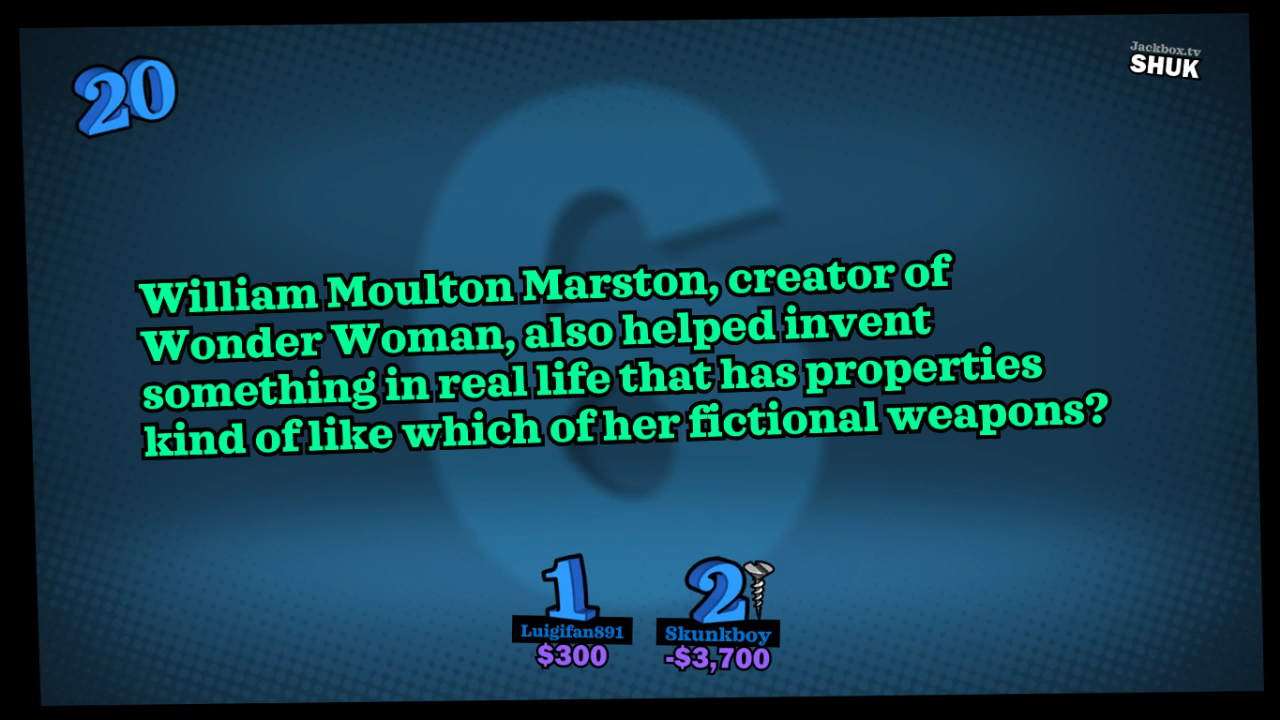 20
Jackbox.tv
SHUK
William Moulton Marston, creator of
Wonder Woman, also helped invent
something in real life that has properties
kind of like which of her fictional weapons?
1
2
Luigifan891
Skunkboy
$300
-$3,700